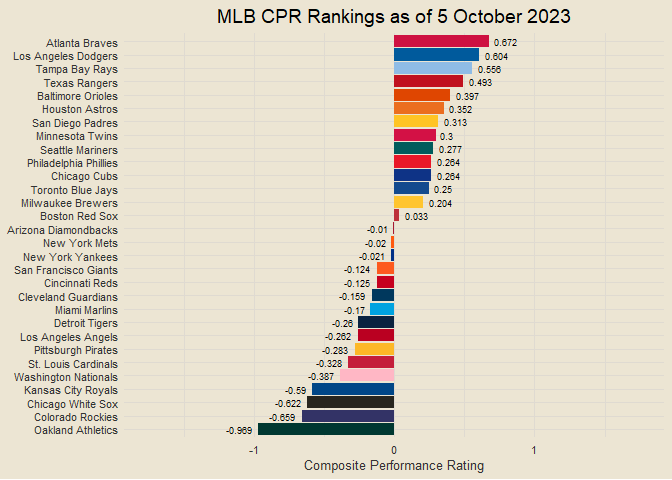 MLB CPR Rankings as of 5 October 2023
Atlanta Braves 0.672
Los Angeles Dodgers 0.604
Tampa Bay Rays 0.556
Texas Rangers 0.493
Baltimore Orioles 0.397
Houston Astros 0.352
San Diego Padres 0.313
Minnesota Twins 0.3
Seattle Mariners 0.277
Philadelphia Phillies 0.264
Chicago Cubs 0.264
Toronto Blue Jays 0.25
Milwaukee Brewers 0.204
Boston Red Sox 0.033
Arizona Diamondbacks -0.01
New York Mets -0.02
New York Yankees -0.021
San Francisco Giants -0.124
Cincinnati Reds -0.125
Cleveland Guardians -0.159
Miami Marlins -0.17
Detroit Tigers -0.26
Los Angeles Angels -0.262
Pittsburgh Pirates -0.283
St. Louis Cardinals -0.328
Washington Nationals -0.387
Kansas City Royals -0.59
Chicago White Sox -0.622
Colorado Rockies -0.659
Oakland Athletics -0.969
-1 0 1
Composite Performance Rating